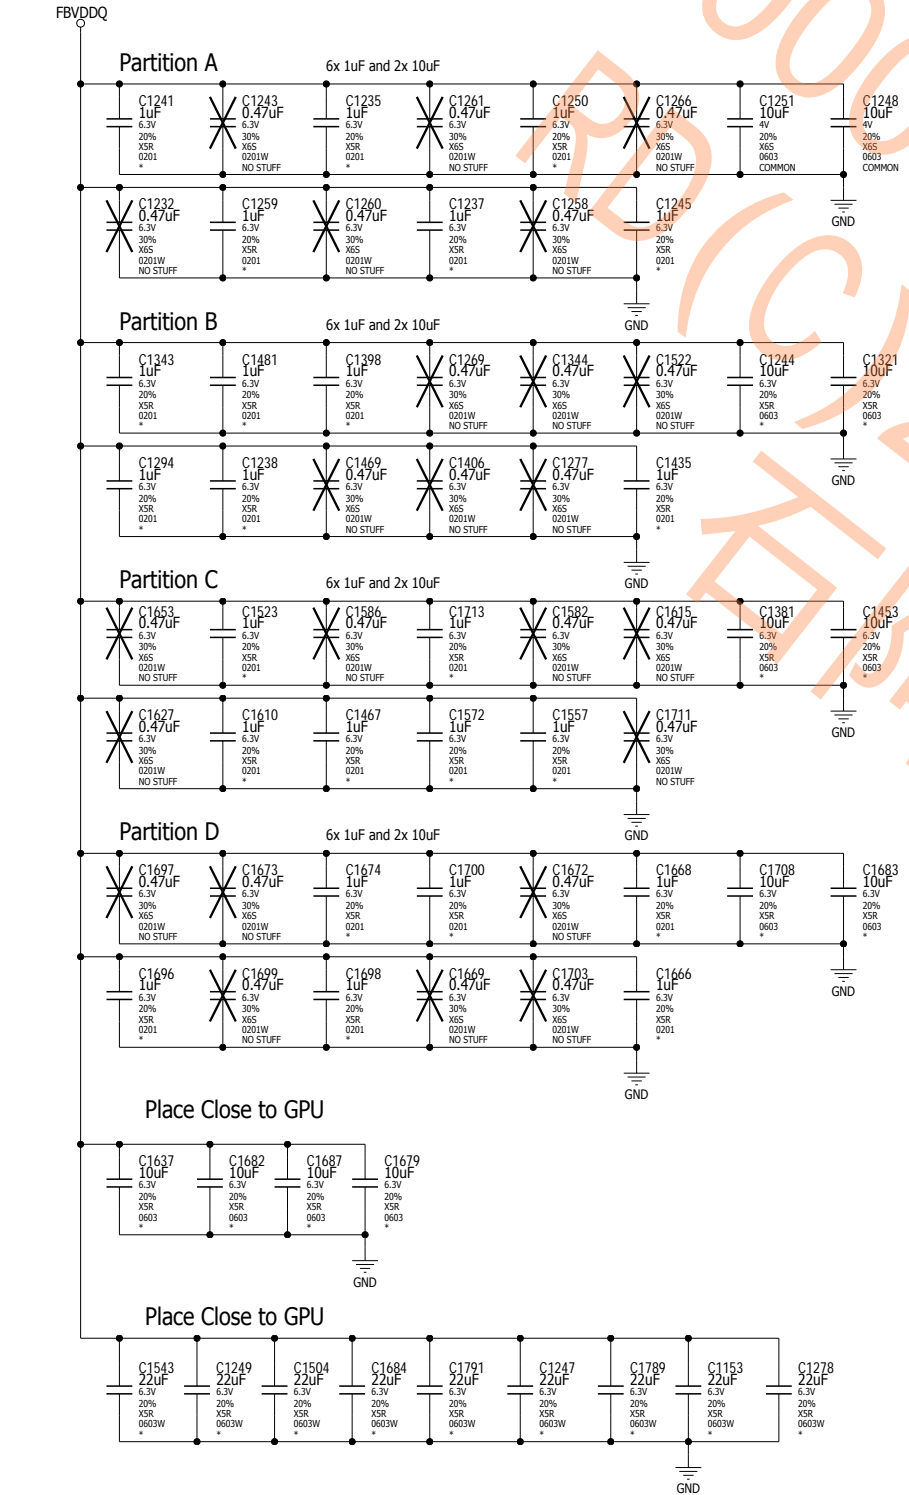 FBVDDQ
Partition A
6x 1uF and 2x 10uF
C1241 C1243 C1235 C1261 C1250 C1266 C1251 C1248
1uF 0.47uF 1uF 0.47uF 1uF 0.47uF 10uF 10uF
6.3V 6.3V 6.3V 6.3V 6.3V 6.3V 4V 4V
20% 30% 20% 30% 20% 30% 20% 20%
X5R X6S X5R X6S X5R X6S X6S X6S
0201 0201W 0201 0201W 0201 0201W 0603 0603
* NO STUFF * NO STUFF * NO STUFF COMMON COMMON
GND
C1232 C1259 C1260 C1237 C1258 C1245
0.47uF 1uF 0.47uF 1uF 0.47uF 1uF
6.3V 6.3V 6.3V 6.3V 6.3V 6.3V
30% 20% 30% 20% 30% 20%
X6S X5R X6S X5R X6S X5R
0201W 0201 0201W 0201 0201W 0201
NO STUFF * NO STUFF * NO STUFF *
GND
Partition B
6x 1uF and 2x 10uF
C1343 C1481 C1398 C1269 C1344 C1522 C1244 C1321
1uF 1uF 1uF 0.47uF 0.47uF 0.47uF 10uF 10uF
6.3V 6.3V 6.3V 6.3V 6.3V 6.3V 6.3V 6.3V
20% 20% 20% 30% 30% 30% 20% 20%
X5R X5R X5R X6S X6S X6S X5R X5R
0201 0201 0201 0201W 0201W 0201W 0603 0603
* * * NO STUFF NO STUFF NO STUFF * *
GND
C1294 C1238 C1469 C1406 C1277 C1435
1uF 1uF 0.47uF 0.47uF 0.47uF 1uF
6.3V 6.3V 6.3V 6.3V 6.3V 6.3V
20% 20% 30% 30% 30% 20%
X5R X5R X6S X6S X6S X5R
0201 0201 0201W 0201W 0201W 0201
* * NO STUFF NO STUFF NO STUFF *
GND
Partition C
6x 1uF and 2x 10uF
C1653 C1523 C1586 C1713 C1582 C1615 C1381 C1453
0.47uF 1uF 0.47uF 1uF 0.47uF 0.47uF 10uF 10uF
6.3V 6.3V 6.3V 6.3V 6.3V 6.3V 6.3V 6.3V
30% 20% 30% 20% 30% 30% 20% 20%
X6S X5R X6S X5R X6S X6S X5R X5R
0201W 0201 0201W 0201 0201W 0201W 0603 0603
NO STUFF * NO STUFF * NO STUFF NO STUFF * *
GND
C1627 C1610 C1467 C1572 C1557 C1711
0.47uF 1uF 1uF 1uF 1uF 0.47uF
6.3V 6.3V 6.3V 6.3V 6.3V 6.3V
30% 20% 20% 20% 20% 30%
X6S X5R X5R X5R X5R X6S
0201W 0201 0201 0201 0201 0201W
NO STUFF * * * * NO STUFF
GND
Partition D
6x 1uF and 2x 10uF
C1697 C1673 C1674 C1700 C1672 C1668 C1708 C1683
0.47uF 0.47uF 1uF 1uF 0.47uF 1uF 10uF 10uF
6.3V 6.3V 6.3V 6.3V 6.3V 6.3V 6.3V 6.3V
30% 30% 20% 20% 30% 20% 20% 20%
X6S X6S X5R X5R X6S X5R X5R X5R
0201W 0201W 0201 0201 0201W 0201 0603 0603
NO STUFF NO STUFF * * NO STUFF * * *
GND
C1696 C1699 C1698 C1669 C1703 C1666
1uF 0.47uF 1uF 0.47uF 0.47uF 1uF
6.3V 6.3V 6.3V 6.3V 6.3V 6.3V
20% 30% 20% 30% 30% 20%
X5R X6S X5R X6S X6S X5R
0201 0201W 0201 0201W 0201W 0201
* NO STUFF * NO STUFF NO STUFF *
GND
Place Close to GPU
C1637 C1682 C1687 C1679
10uF 10uF 10uF 10uF
6.3V 6.3V 6.3V 6.3V
20% 20% 20% 20%
X5R X5R X5R X5R
0603 0603 0603 0603
* * * *
GND
Place Close to GPU
C1543 C1249 C1504 C1684 C1791 C1247 C1789 C1153 C1278
22uF 22uF 22uF 22uF 22uF 22uF 22uF 22uF 22uF
6.3V 6.3V 6.3V 6.3V 6.3V 6.3V 6.3V 6.3V 6.3V
20% 20% 20% 20% 20% 20% 20% 20% 20%
X5R X5R X5R X5R X5R X5R X5R X5R X5R
0603W 0603W 0603W 0603W 0603W 0603W 0603W 0603W 0603W
* * * * * * * * *
GND
RD(C)
石